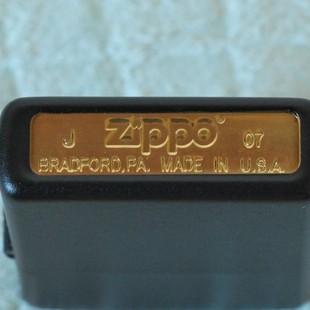 J Zippo® 07
BRADFORD, PA. MADE IN U.S.A.